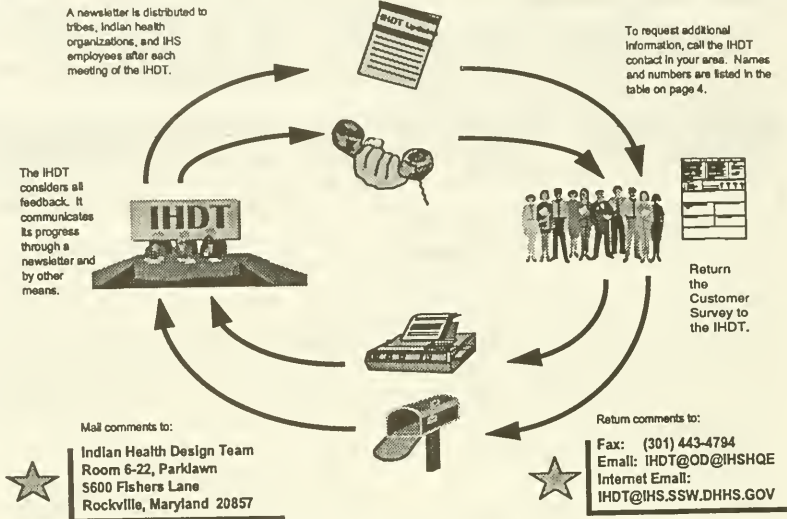 A newsletter is distributed to
tribes, Indian health
organizations, and IHS
employees after each
meeting of the IHDT.
IHDT Update
To request additional
information, call the IHDT
contact in your area. Names
and numbers are listed in the
table on page 4.
The IHDT
considers all
feedback. It
communicates
its progress
through a
newsletter and
by other
means.
IHDT
Return
the
Customer
Survey to
the IHDT.
Mail comments to:
Indian Health Design Team
Room 6-22, Parklawn
5600 Fishers Lane
Rockville, Maryland 20857
Return comments to:
Fax: (301) 443-4794
Email: IHDT@OD@IHSHQE
Internet Email:
IHDT@IHS.SSW.DHHS.GOV